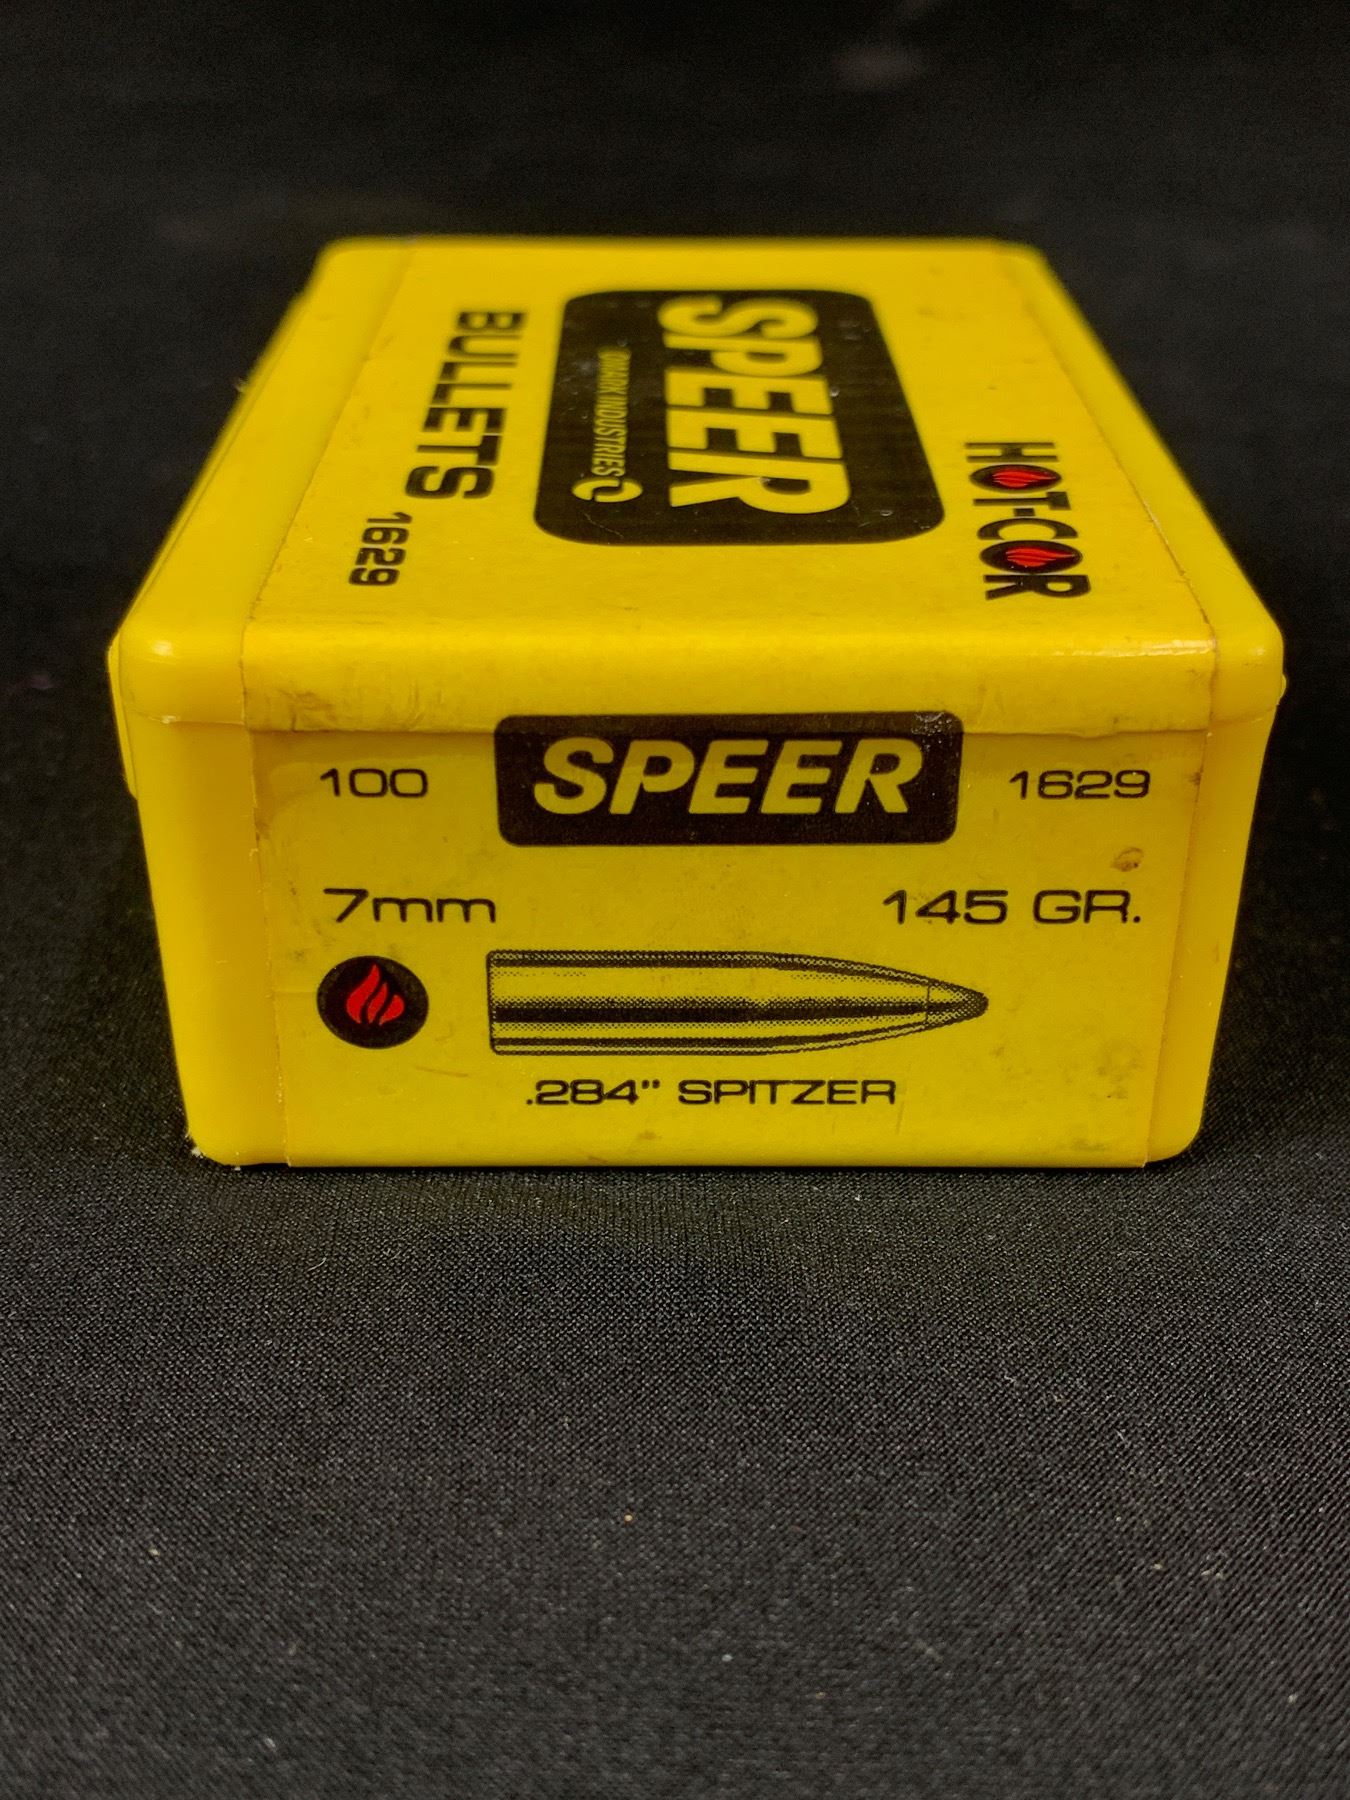 HOT-COR
SPEER
OMARK INDUSTRIES
BULLETS 1629
100 SPEER 1629
7mm 145 GR.
.284" SPITZER